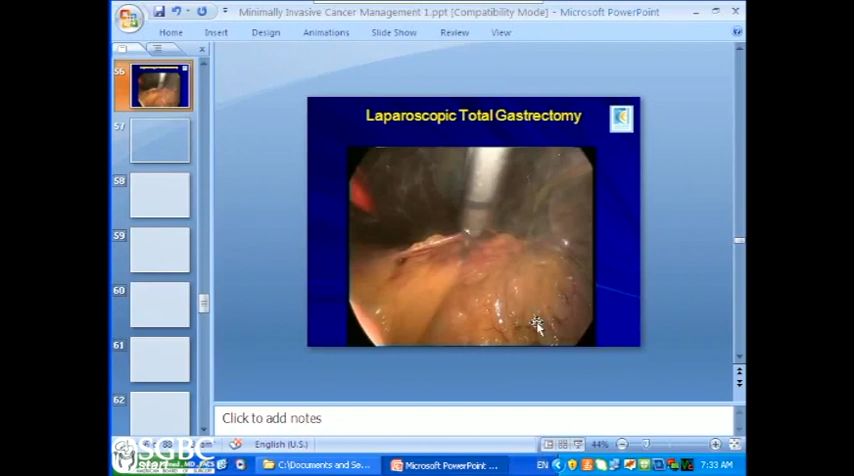 Minimally Invasive Cancer Management 1.ppt [Compatibility Mode] - Microsoft PowerPoint
Home Insert Design Animations Slide Show Review View
56
Laparoscopic Total Gastrectomy
57
58
59
60
61
62
Click to add notes
English (U.S.)
44%
SGBC
C:\Documents and Se...
Microsoft PowerPoint ...
EN
7:33 AM